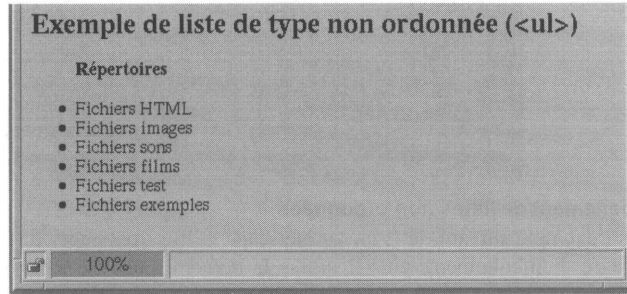 Exemple de liste de type non ordonnée (<ul>)
Répertoires
• Fichiers HTML
• Fichiers images
• Fichiers sons
• Fichiers films
• Fichiers test
• Fichiers exemples
100%